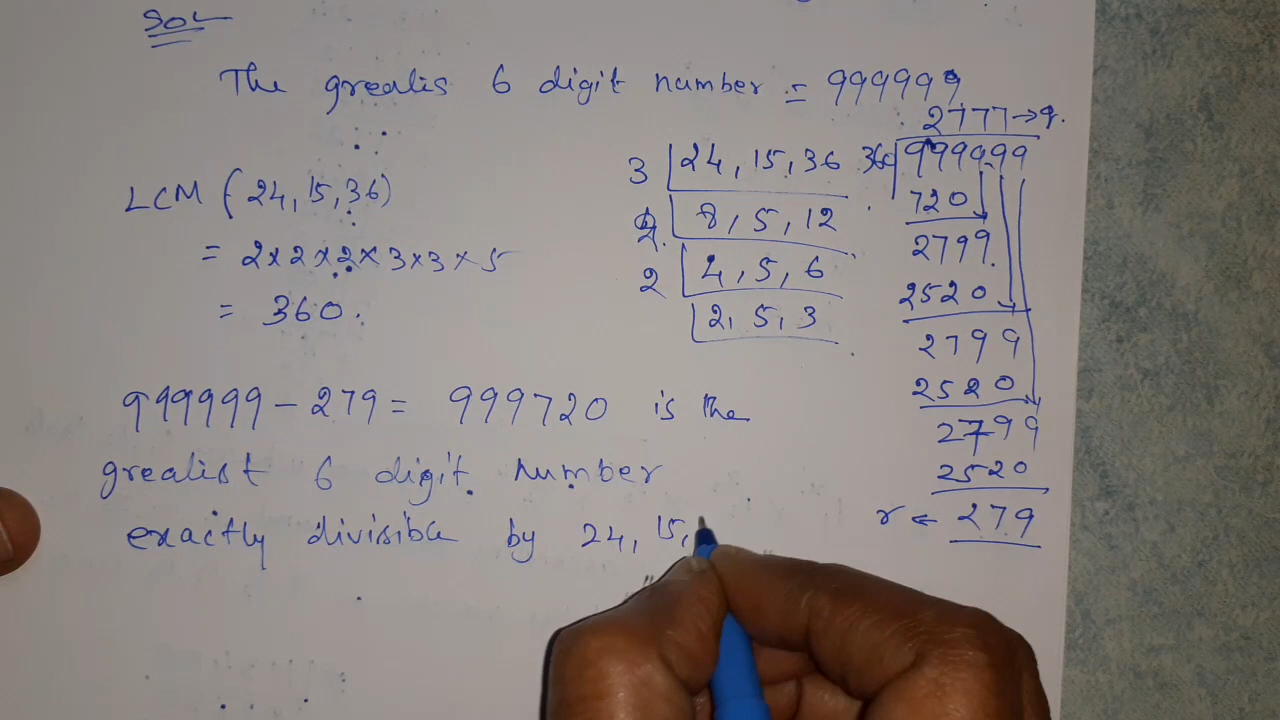 SOL
The grealis 6 digit number = 999999
LCM (24, 15, 36)
= 2x2x2x3x3x5
= 360.
3 24, 15, 36
2 8, 5, 12
2 4, 5, 6
2, 5, 3
2777→q.
360 999999
720
2799
2520
2799
2520
2799
2520
r ← 279
999999 - 279 = 999720 is the
grealist 6 digit number
exactly divisible by 24, 15,